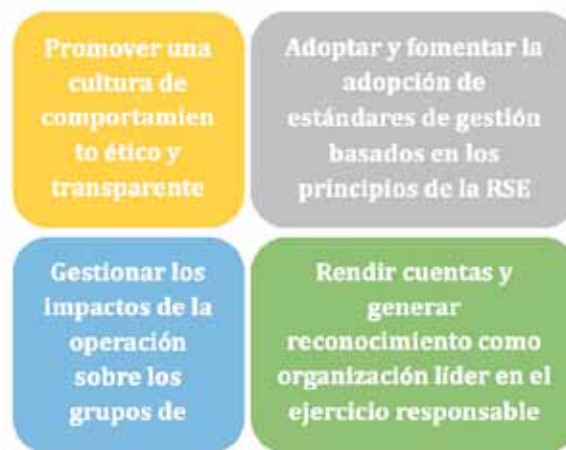 Promover una
cultura de
comportamien
to ético y
transparente
Adoptar y fomentar la
adopción de
estándares de gestión
basados en los
principios de la RSE
Gestionar los
impactos de la
operación
sobre los
grupos de
Rendir cuentas y
generar
reconocimiento como
organización líder en el
ejercicio responsable